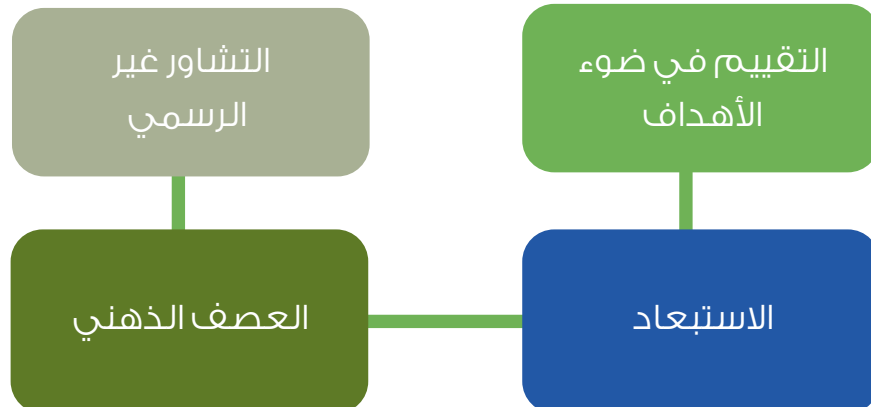 التقييم في ضوء
الأهداف
التشاور غير
الرسمي
الاستبعاد
العصف الذهني